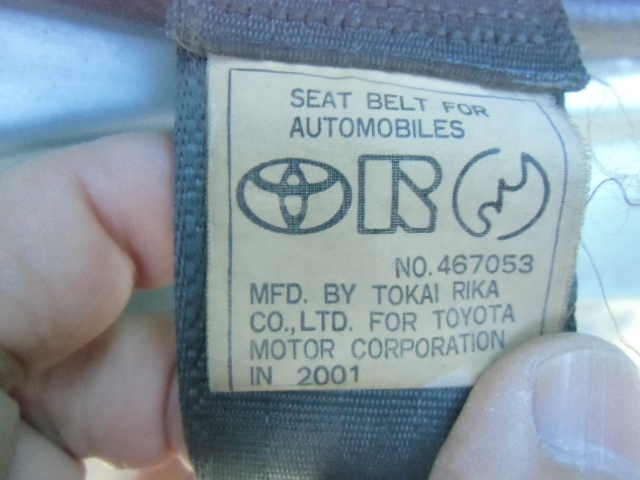 SEAT BELT FOR
AUTOMOBILES
NO.467053
MFD. BY TOKAI RIKA
CO.,LTD. FOR TOYOTA
MOTOR CORPORATION
IN 2001